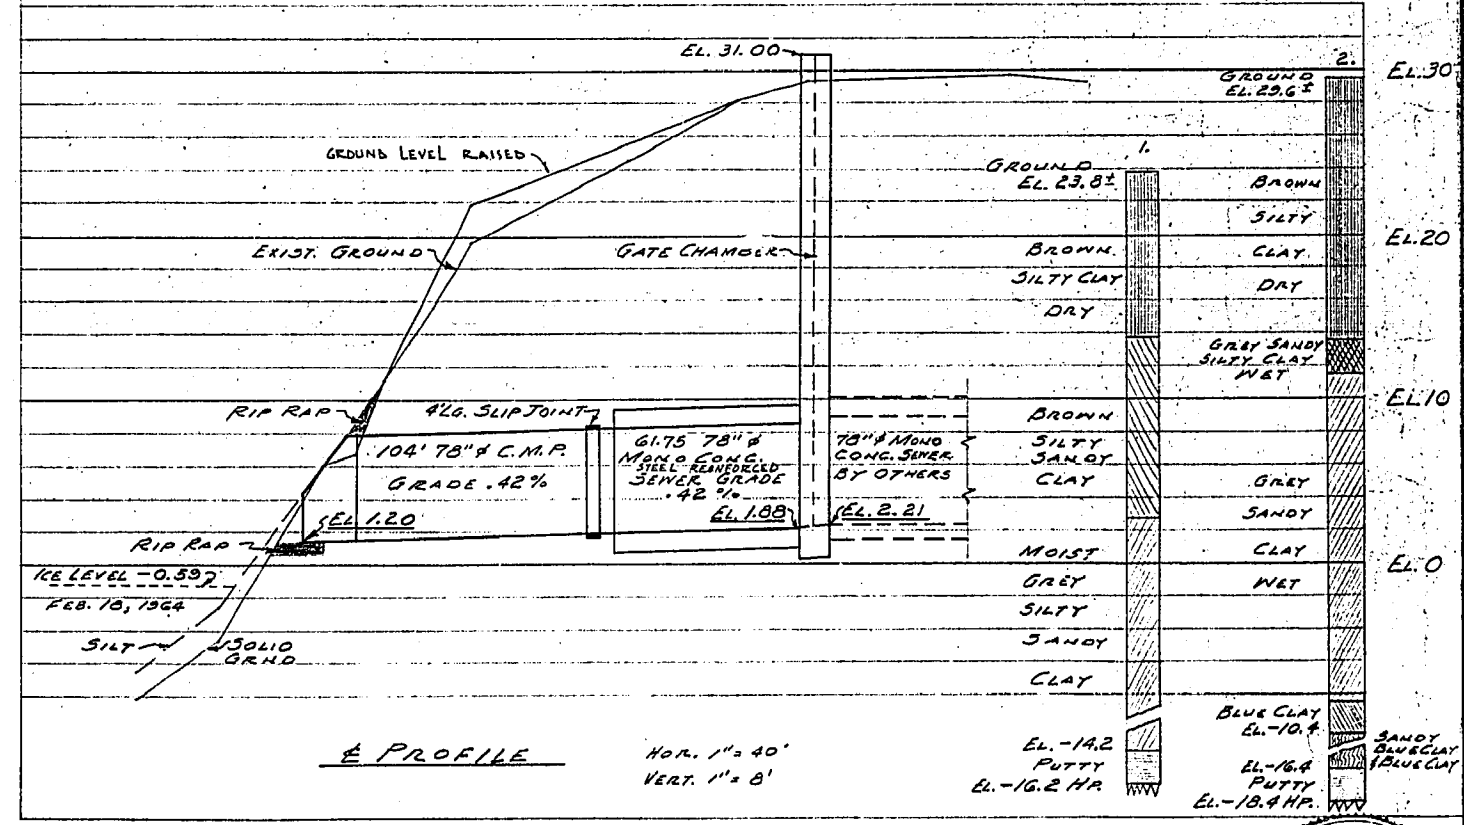 EL. 31.00
2.
EL.30
GROUND
EL. 29.6±
GROUND LEVEL RAISED
1.
GROUND
EL. 23.8±
BROWN
SILTY
CLAY
DRY
EL.20
EXIST. GROUND
GATE CHAMBER
BROWN
SILTY CLAY
DRY
GREY SANDY
SILTY CLAY
WET
EL.10
RIP RAP
4'LG. SLIP JOINT
104' 78"⌀ C.M.P.
GRADE .42%
61.75 78"⌀
MONO CONC.
STEEL REINFORCED
SEWER GRADE
.42%
78"⌀ MONO
CONC. SEWER
BY OTHERS
BROWN
SILTY
SANDY
CLAY
GREY
SANDY
CLAY
WET
EL. 1.20
EL. 1.88
EL. 2.21
RIP RAP
ICE LEVEL -0.59
FEB. 18, 1964
MOIST
GREY
SILTY
SANDY
CLAY
EL. 0
SILT
SOLID
GRND
BLUE CLAY
EL.-10.4
SANDY
BLUE CLAY
& BLUE CLAY
℄ PROFILE
HOR. 1"= 40'
VERT. 1"= 8'
EL.-14.2
PUTTY
EL.-16.2 HP.
EL.-16.4
PUTTY
EL.-18.4 HP.